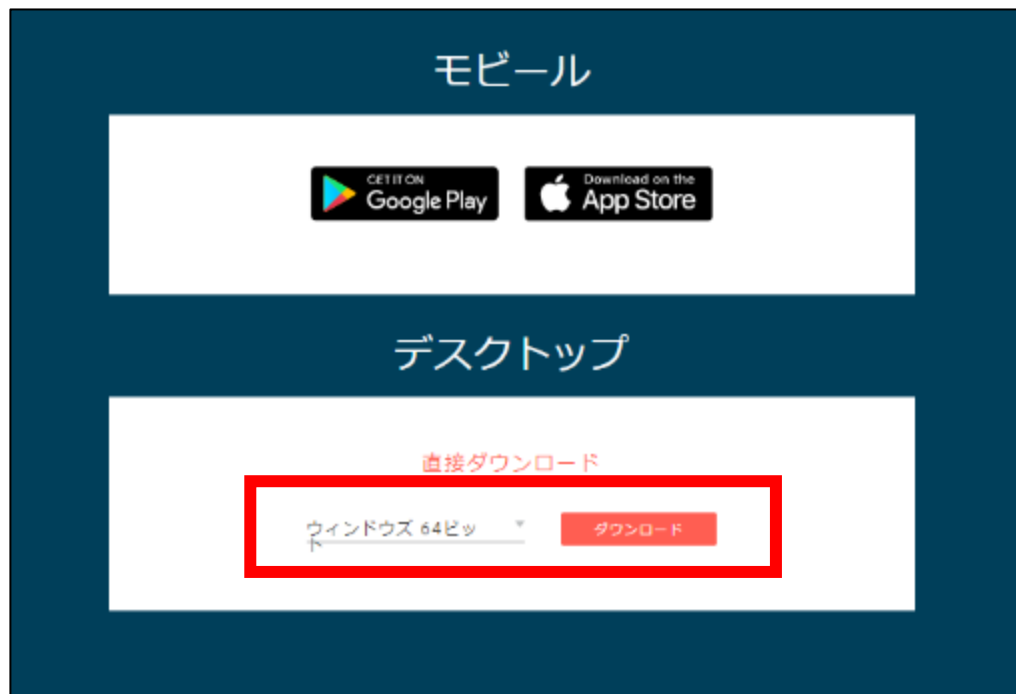 モビール
GET IT ON
Google Play
Download on the
App Store
デスクトップ
直接ダウンロード
ウィンドウズ 64ビッ
ト
ダウンロード